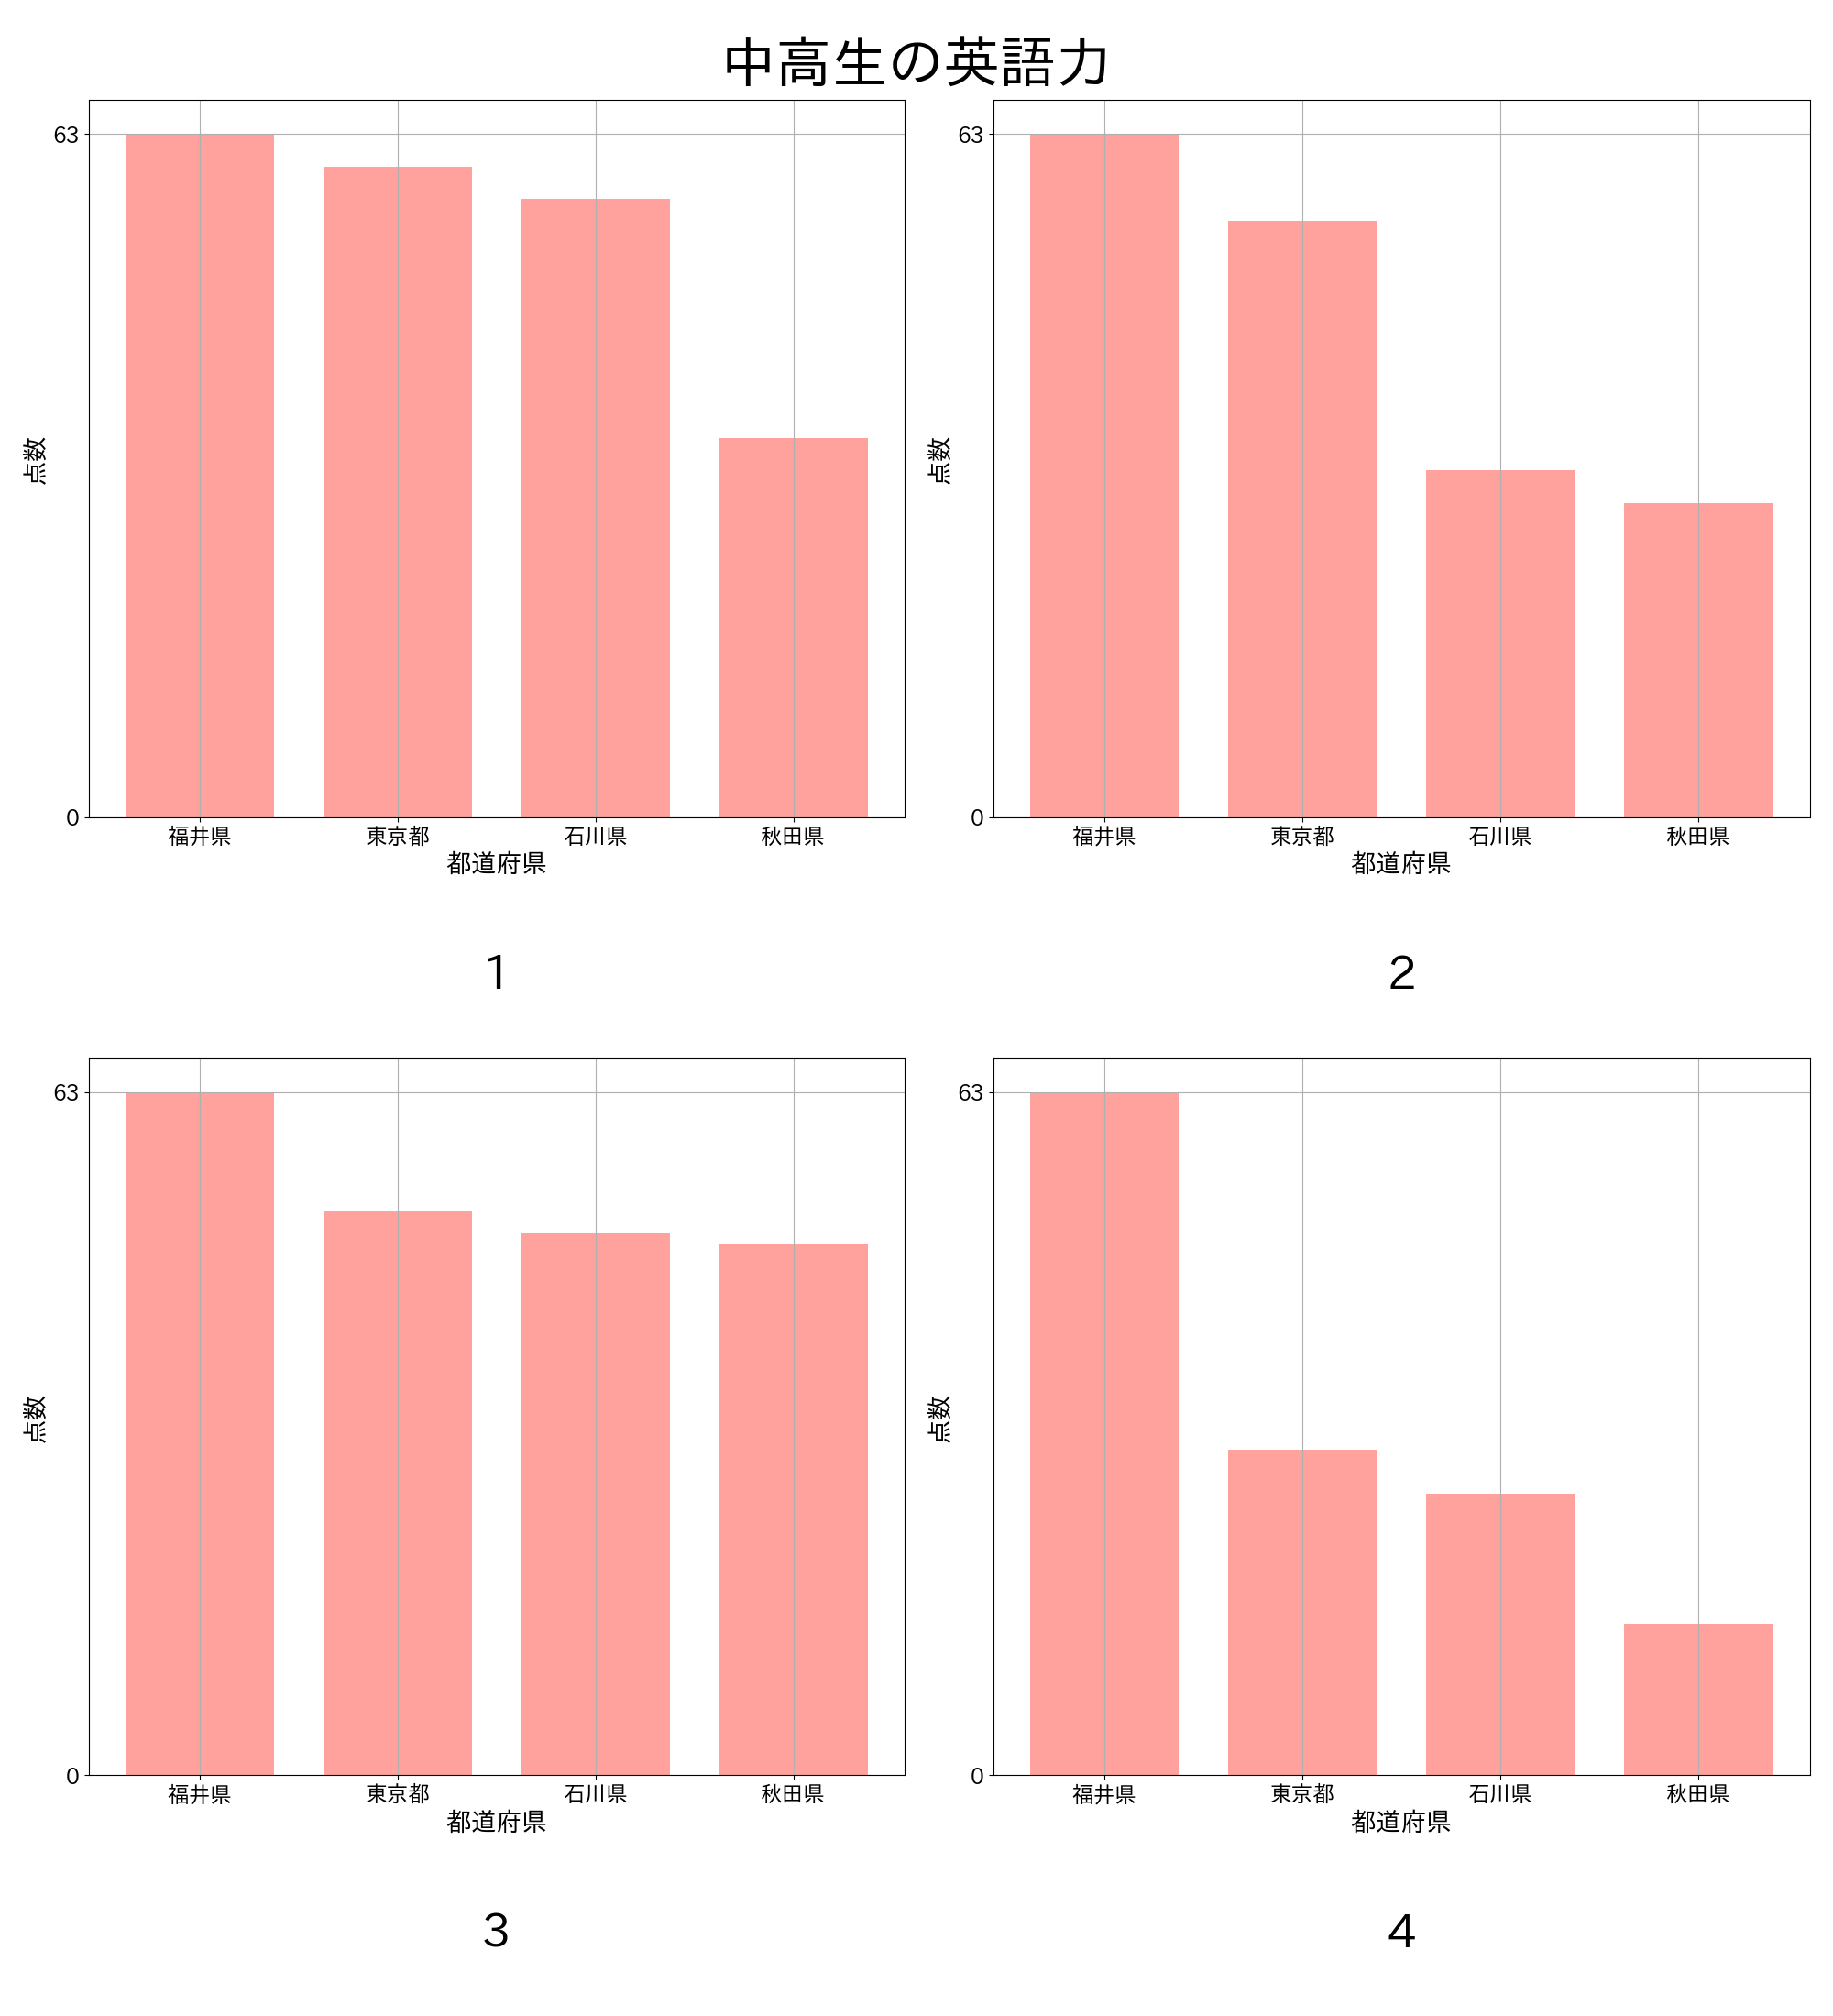 中高生の英語力
63
0
点数
福井県 東京都 石川県 秋田県
都道府県
1
63
0
点数
福井県 東京都 石川県 秋田県
都道府県
2
63
0
点数
福井県 東京都 石川県 秋田県
都道府県
3
63
0
点数
福井県 東京都 石川県 秋田県
都道府県
4